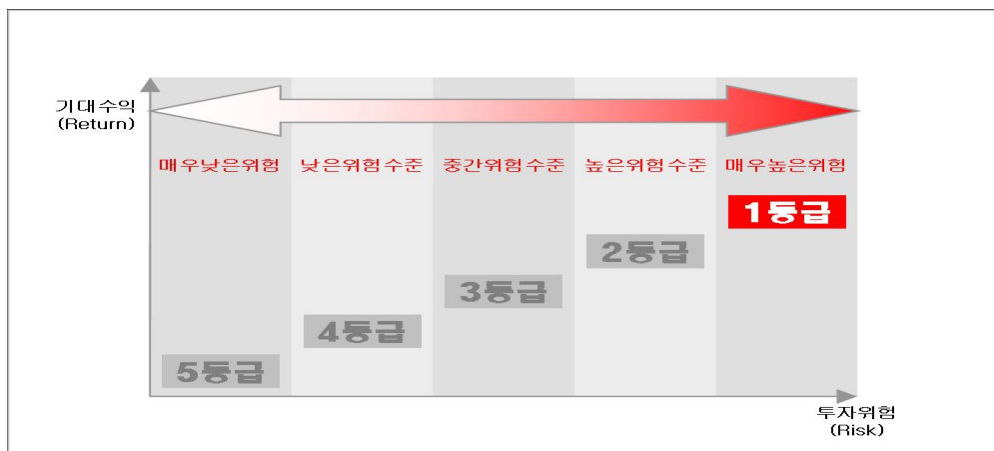 기대수익
(Return)
매우낮은위험 낮은위험수준 중간위험수준 높은위험수준 매우높은위험
1등급
2등급
3등급
4등급
5등급
투자위험
(Risk)